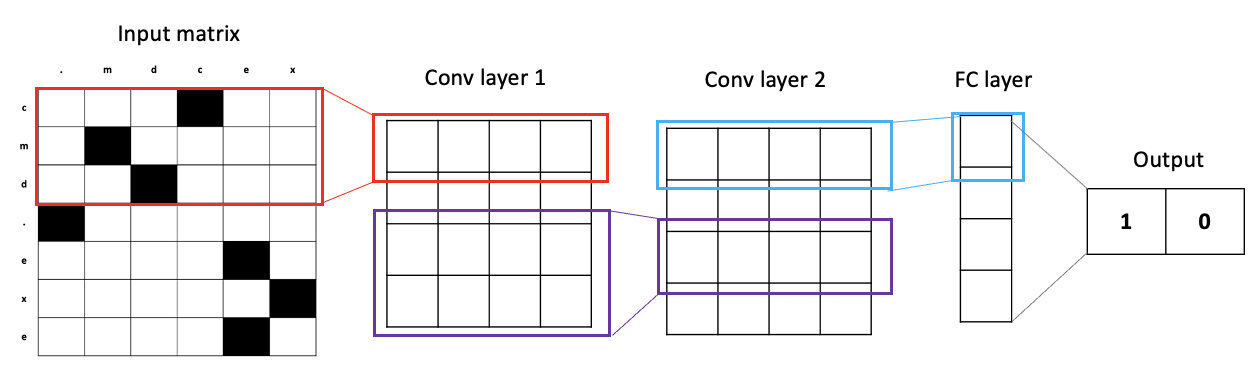 Input matrix
. m d c e x
c
m
d
.
e
x
e
Conv layer 1
Conv layer 2
FC layer
Output
1 0